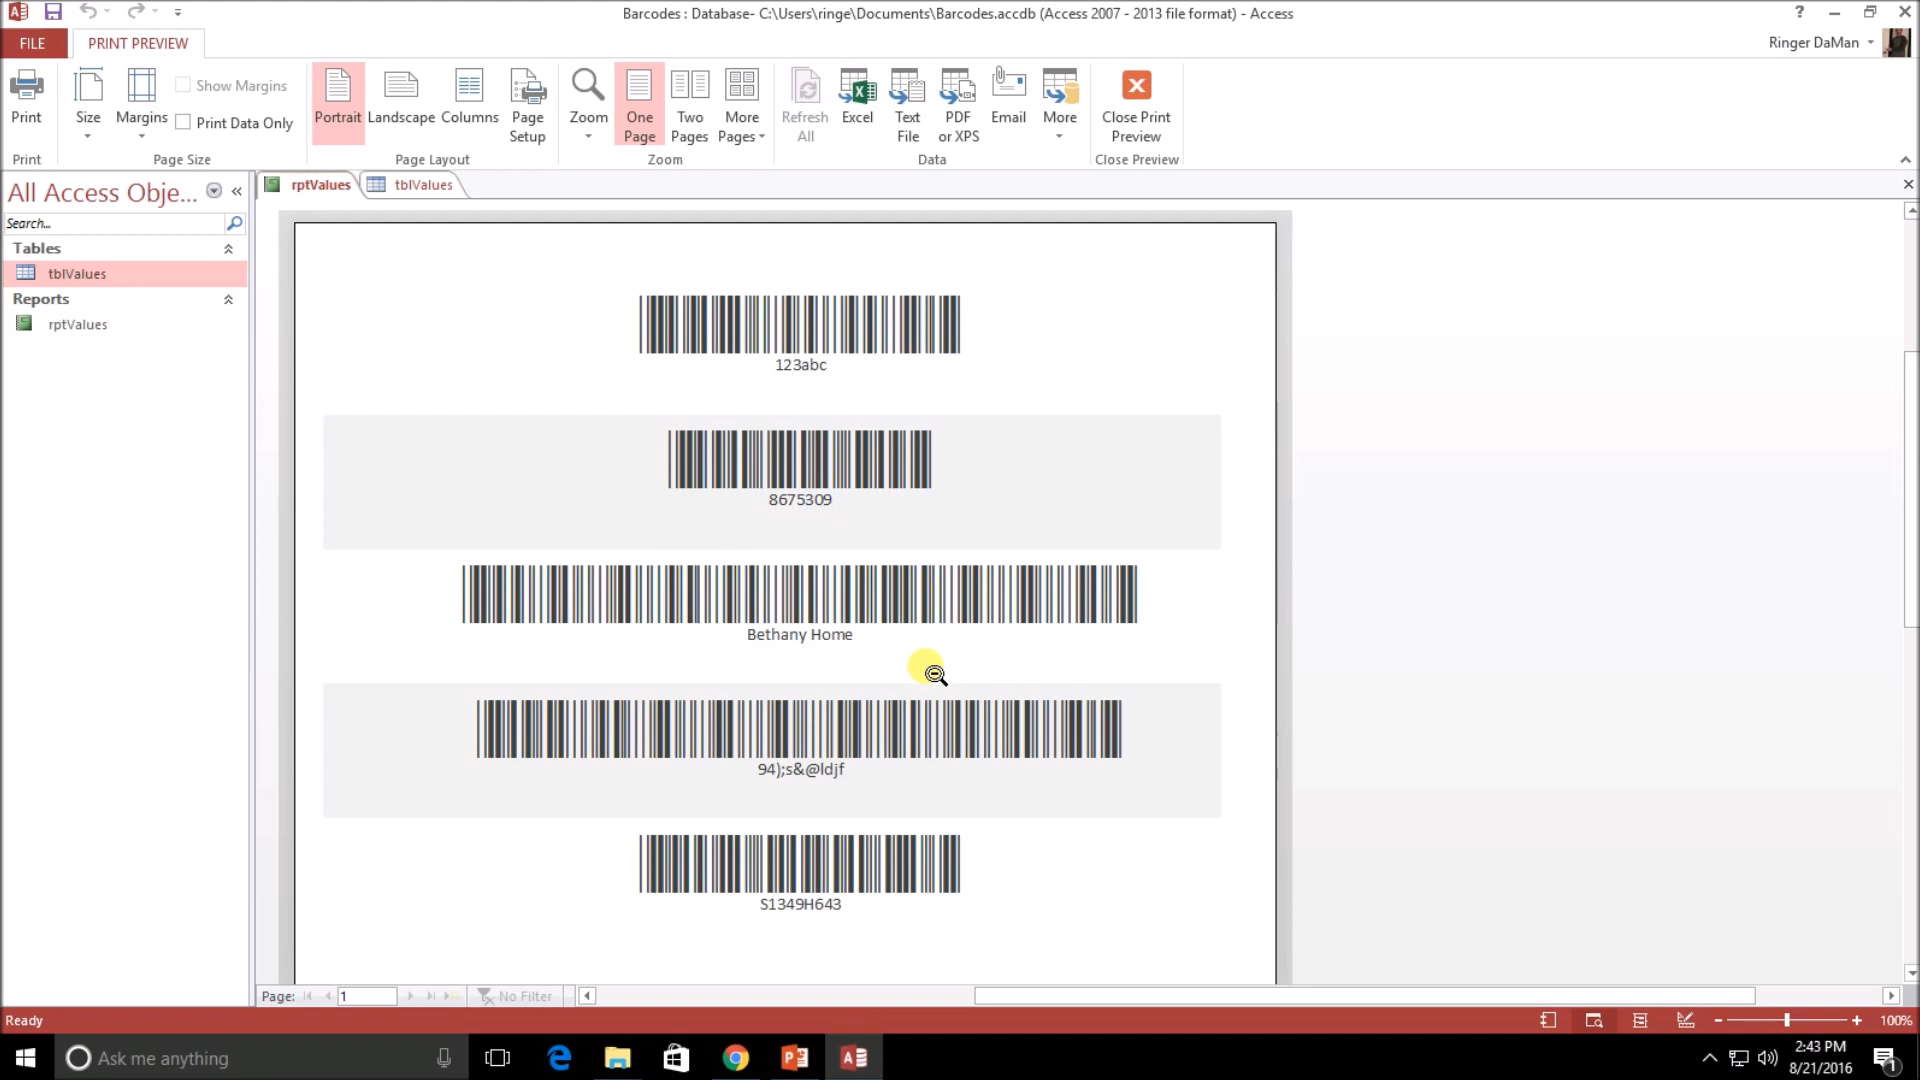 Barcodes : Database- C:\Users\ringe\Documents\Barcodes.accdb (Access 2007 - 2013 file format) - Access
?
FILE
PRINT PREVIEW
Ringer DaMan
Print
Size
Margins
Show Margins
Print Data Only
Portrait
Landscape
Columns
Page
Setup
Zoom
One
Page
Two
Pages
More
Pages
Refresh
All
Excel
Text
File
PDF
or XPS
Email
More
Close Print
Preview
Print
Page Size
Page Layout
Zoom
Data
Close Preview
All Access Obje...
Search...
Tables
tblValues
Reports
rptValues
rptValues
tblValues
123abc
8675309
Bethany Home
94);s&@ldjf
S1349H643
Page:
1
No Filter
Ready
100%
Ask me anything
2:43 PM
8/21/2016
1